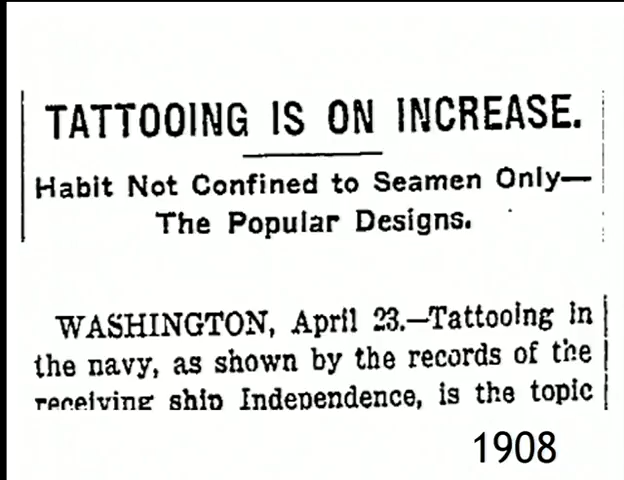 TATTOOING IS ON INCREASE.
Habit Not Confined to Seamen Only—
The Popular Designs.
WASHINGTON, April 23.—Tattooing in
the navy, as shown by the records of the
receiving ship Independence, is the topic
1908